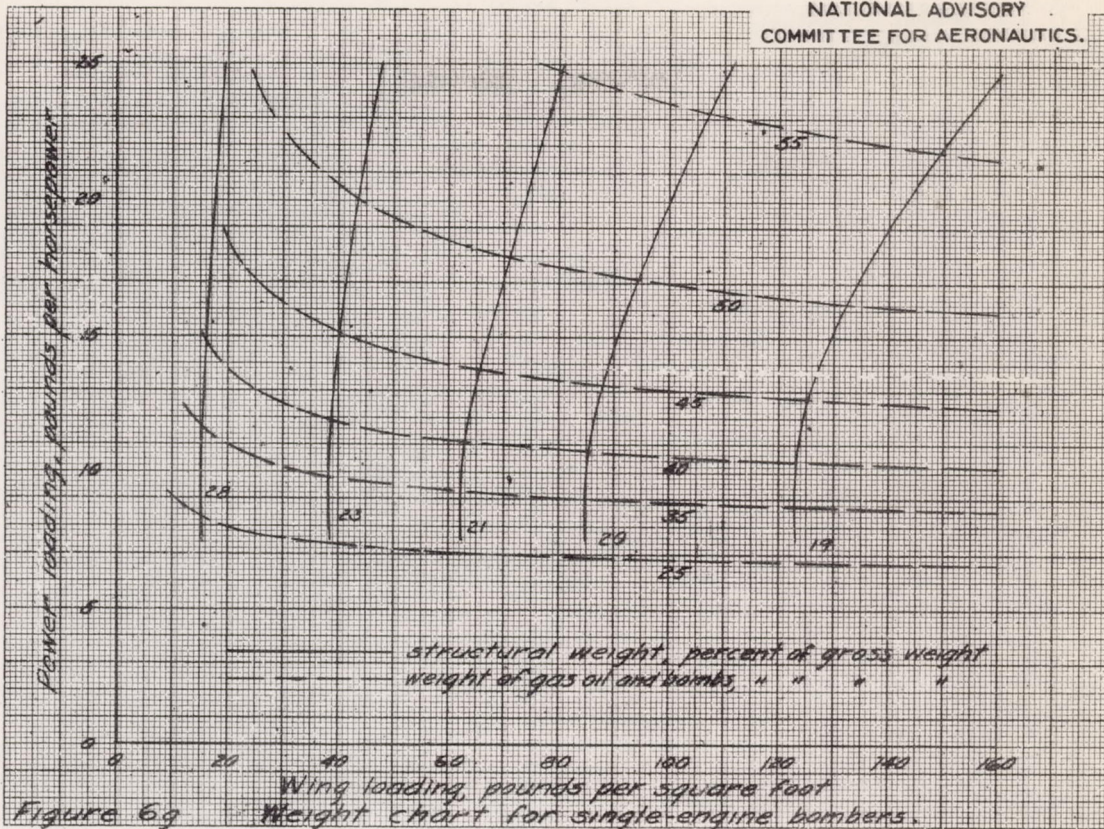 NATIONAL ADVISORY
COMMITTEE FOR AERONAUTICS.
25
20
15
10
5
0
Power loading, pounds per horsepower
55
50
45
40
35
25
28
23
21
20
19
structural weight, percent of gross weight
weight of gas oil and bombs, " " " "
0 20 40 60 80 100 120 140 160
Wing loading, pounds per square foot
Figure 6g Weight chart for single-engine bombers.